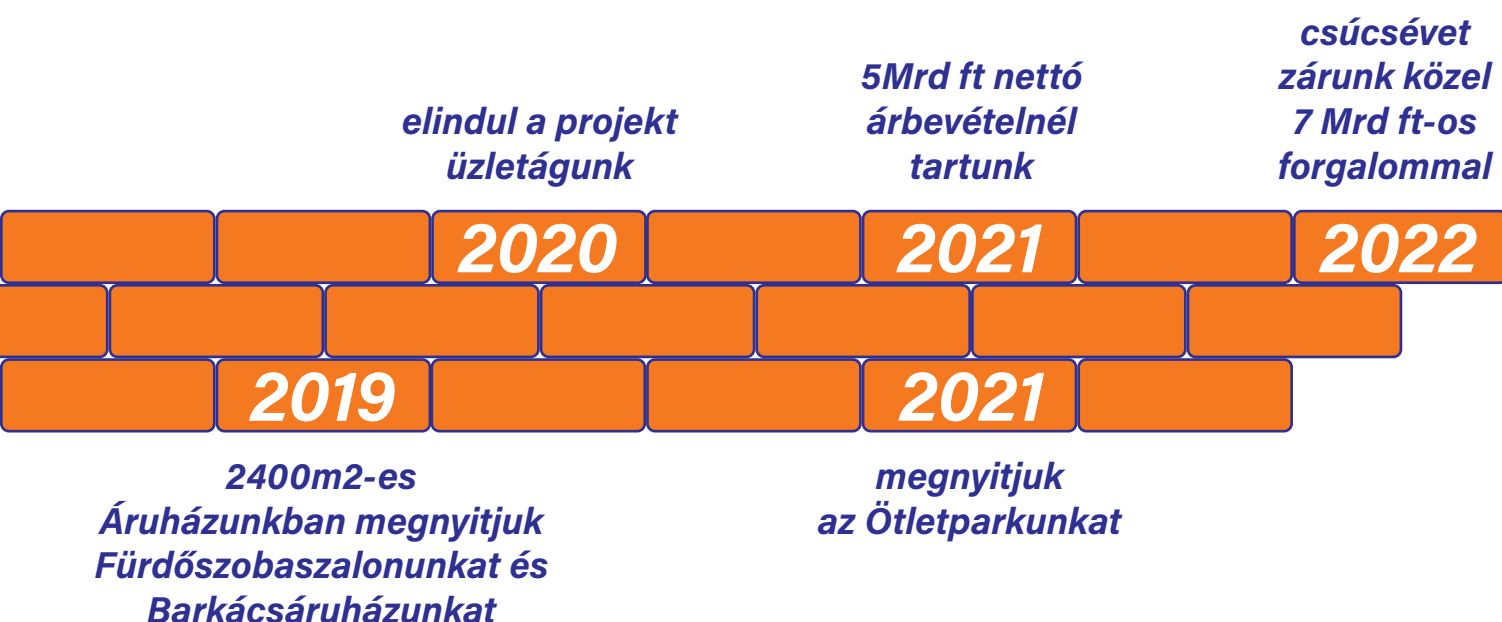 elindul a projekt
üzletágunk
5Mrd ft nettó
árbevételnél
tartunk
csúcsévet
zárunk közel
7 Mrd ft-os
forgalommal
2020
2021
2022
2019
2021
2400m2-es
Áruházunkban megnyitjuk
Fürdőszobaszalonunkat és
Barkácsáruházunkat
megnyitjuk
az Ötletparkunkat